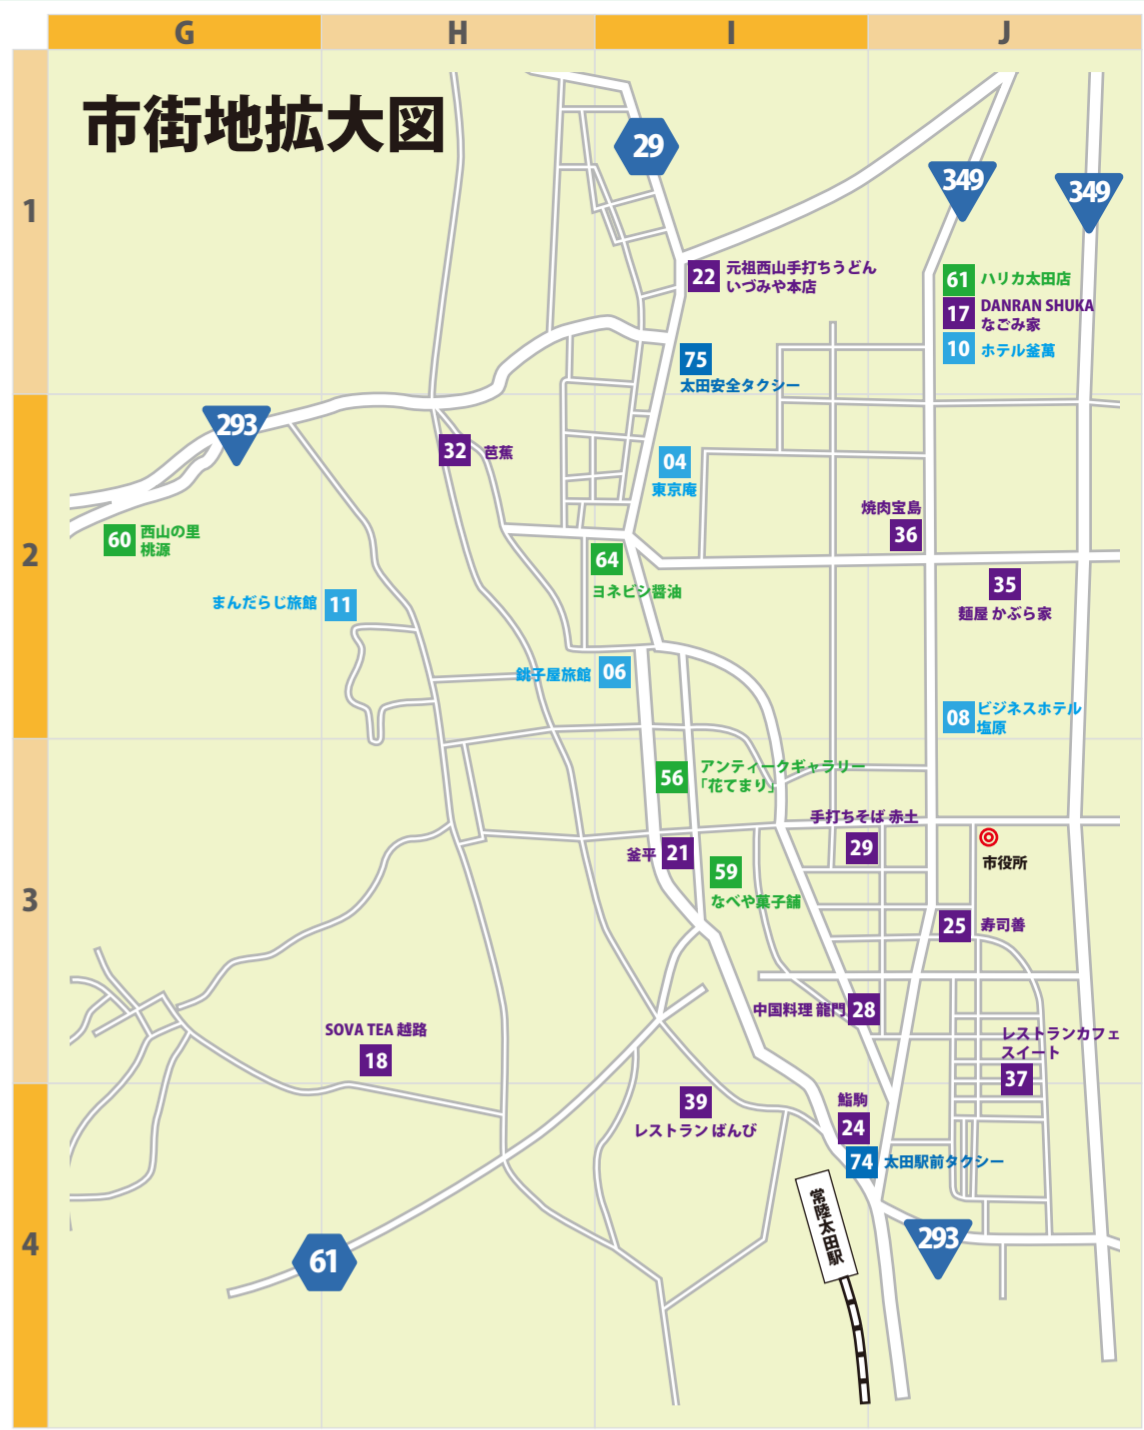 G
H
I
J
1
2
3
4
市街地拡大図
29
349
349
22
元祖西山手打ちうどん
いづみや本店
61
ハリカ太田店
17
DANRAN SHUKA
なごみ家
10
ホテル釜萬
75
太田安全タクシー
293
32
芭蕉
04
東京庵
60
西山の里
桃源
焼肉宝島
36
64
ヨネビシ醤油
35
麺屋 かぶら家
まんだらじ旅館
11
銚子屋旅館
06
08
ビジネスホテル
塩原
56
アンティークギャラリー
「花てまり」
手打ちそば 赤土
29
市役所
釜平
21
59
なべや菓子舗
25
寿司善
中国料理 龍門
28
SOVA TEA 越路
18
レストランカフェ
スイート
37
39
レストラン ばんび
鮨駒
24
74
太田駅前タクシー
常陸太田駅
293
61